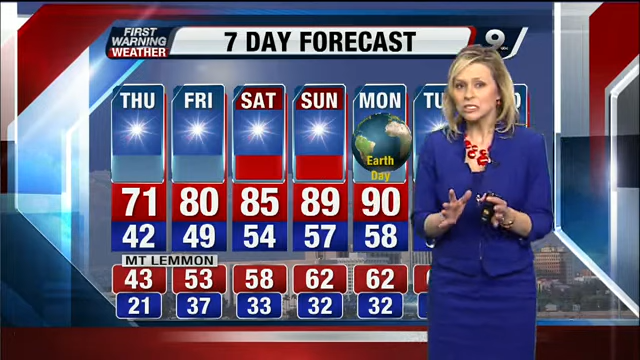 FIRST
WARNING
WEATHER
7 DAY FORECAST
9
THU FRI SAT SUN MON
Earth
Day
71 80 85 89 90
42 49 54 57 58
MT LEMMON
43 53 58 62 62
21 37 33 32 32